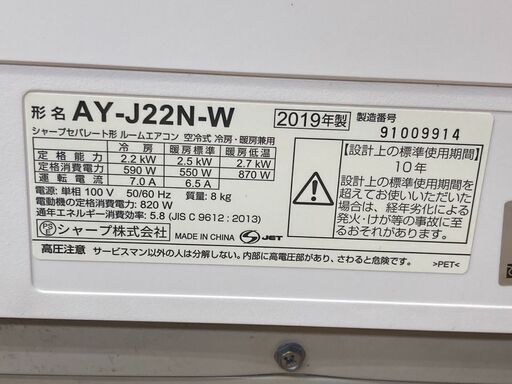 形名 AY-J22N-W 2019年製 製造番号 91009914
シャープセパレート形 ルームエアコン 空冷式 冷房・暖房兼用
冷房 暖房標準 暖房低温
定格能力 2.2 kW 2.5 kW 2.7 kW
定格消費電力 590 W 550 W 870 W
運転電流 7.0 A 6.5 A
電源: 単相 100 V 50/60 Hz 質量: 8 kg
電動機の定格消費電力: 820 W
通年エネルギー消費効率: 5.8 (JIS C 9612 : 2013)
PS E シャープ株式会社 MADE IN CHINA S JET
高圧注意 サービスマン以外の人は分解しない。内部に高電圧部があり、さわると危険。
【設計上の標準使用期間】
10年
設計上の標準使用期間を
超えてお使いいただいた
場合は、経年劣化による
発火・けが等の事故に
至るおそれがあります。
>PET<